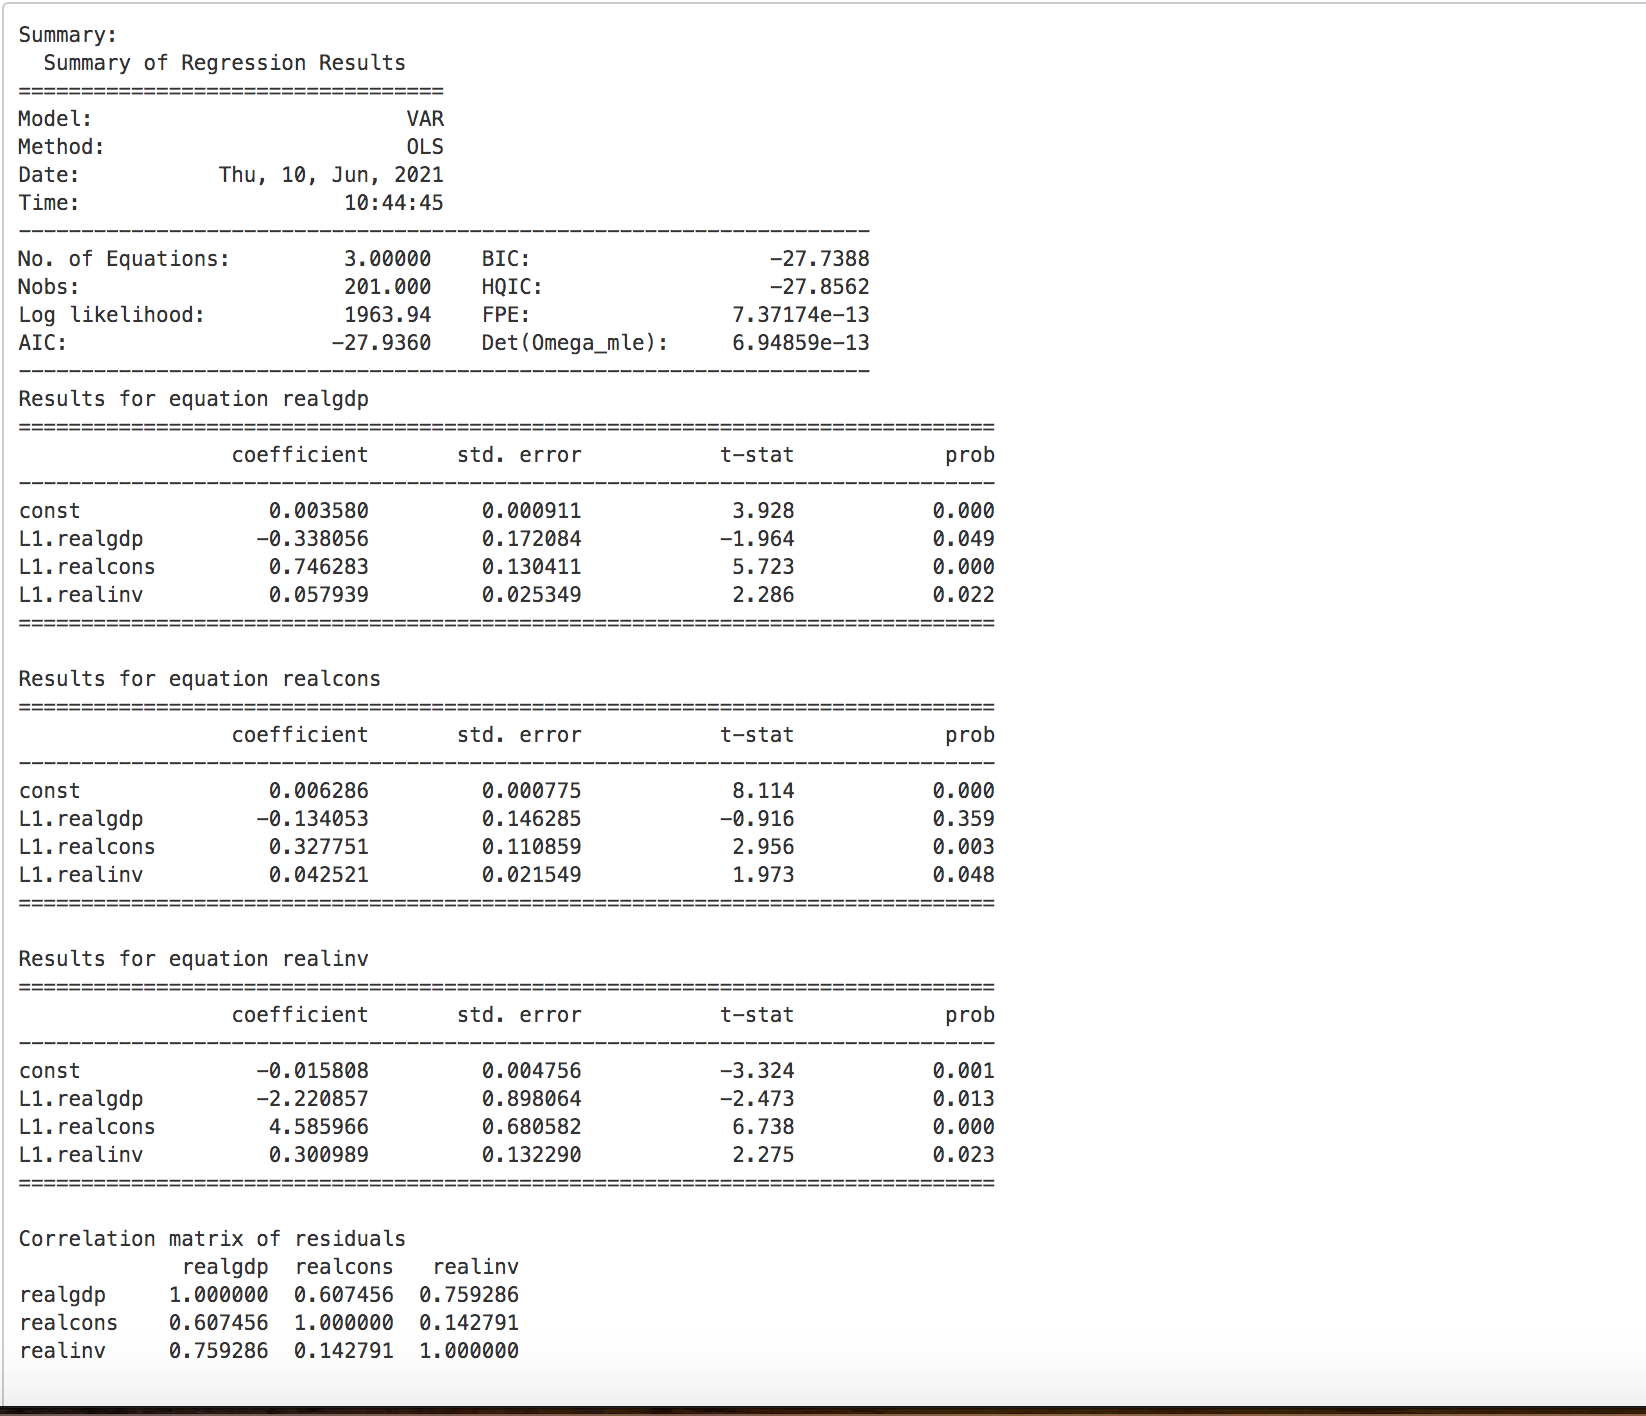 Summary:
  Summary of Regression Results
==================================
Model:                         VAR
Method:                        OLS
Date:           Thu, 10, Jun, 2021
Time:                     10:44:45
--------------------------------------------------------------------
No. of Equations:         3.00000    BIC:                   -27.7388
Nobs:                     201.000    HQIC:                  -27.8562
Log likelihood:           1963.94    FPE:                7.37174e-13
AIC:                     -27.9360    Det(Omega_mle):     6.94859e-13
--------------------------------------------------------------------
Results for equation realgdp
==============================================================================
                 coefficient       std. error           t-stat            prob
------------------------------------------------------------------------------
const               0.003580         0.000911            3.928           0.000
L1.realgdp         -0.338056         0.172084           -1.964           0.049
L1.realcons         0.746283         0.130411            5.723           0.000
L1.realinv          0.057939         0.025349            2.286           0.022
==============================================================================

Results for equation realcons
==============================================================================
                 coefficient       std. error           t-stat            prob
------------------------------------------------------------------------------
const               0.006286         0.000775            8.114           0.000
L1.realgdp         -0.134053         0.146285           -0.916           0.359
L1.realcons         0.327751         0.110859            2.956           0.003
L1.realinv          0.042521         0.021549            1.973           0.048
==============================================================================

Results for equation realinv
==============================================================================
                 coefficient       std. error           t-stat            prob
------------------------------------------------------------------------------
const              -0.015808         0.004756           -3.324           0.001
L1.realgdp         -2.220857         0.898064           -2.473           0.013
L1.realcons         4.585966         0.680582            6.738           0.000
L1.realinv          0.300989         0.132290            2.275           0.023
==============================================================================

Correlation matrix of residuals
             realgdp  realcons   realinv
realgdp     1.000000  0.607456  0.759286
realcons    0.607456  1.000000  0.142791
realinv     0.759286  0.142791  1.000000